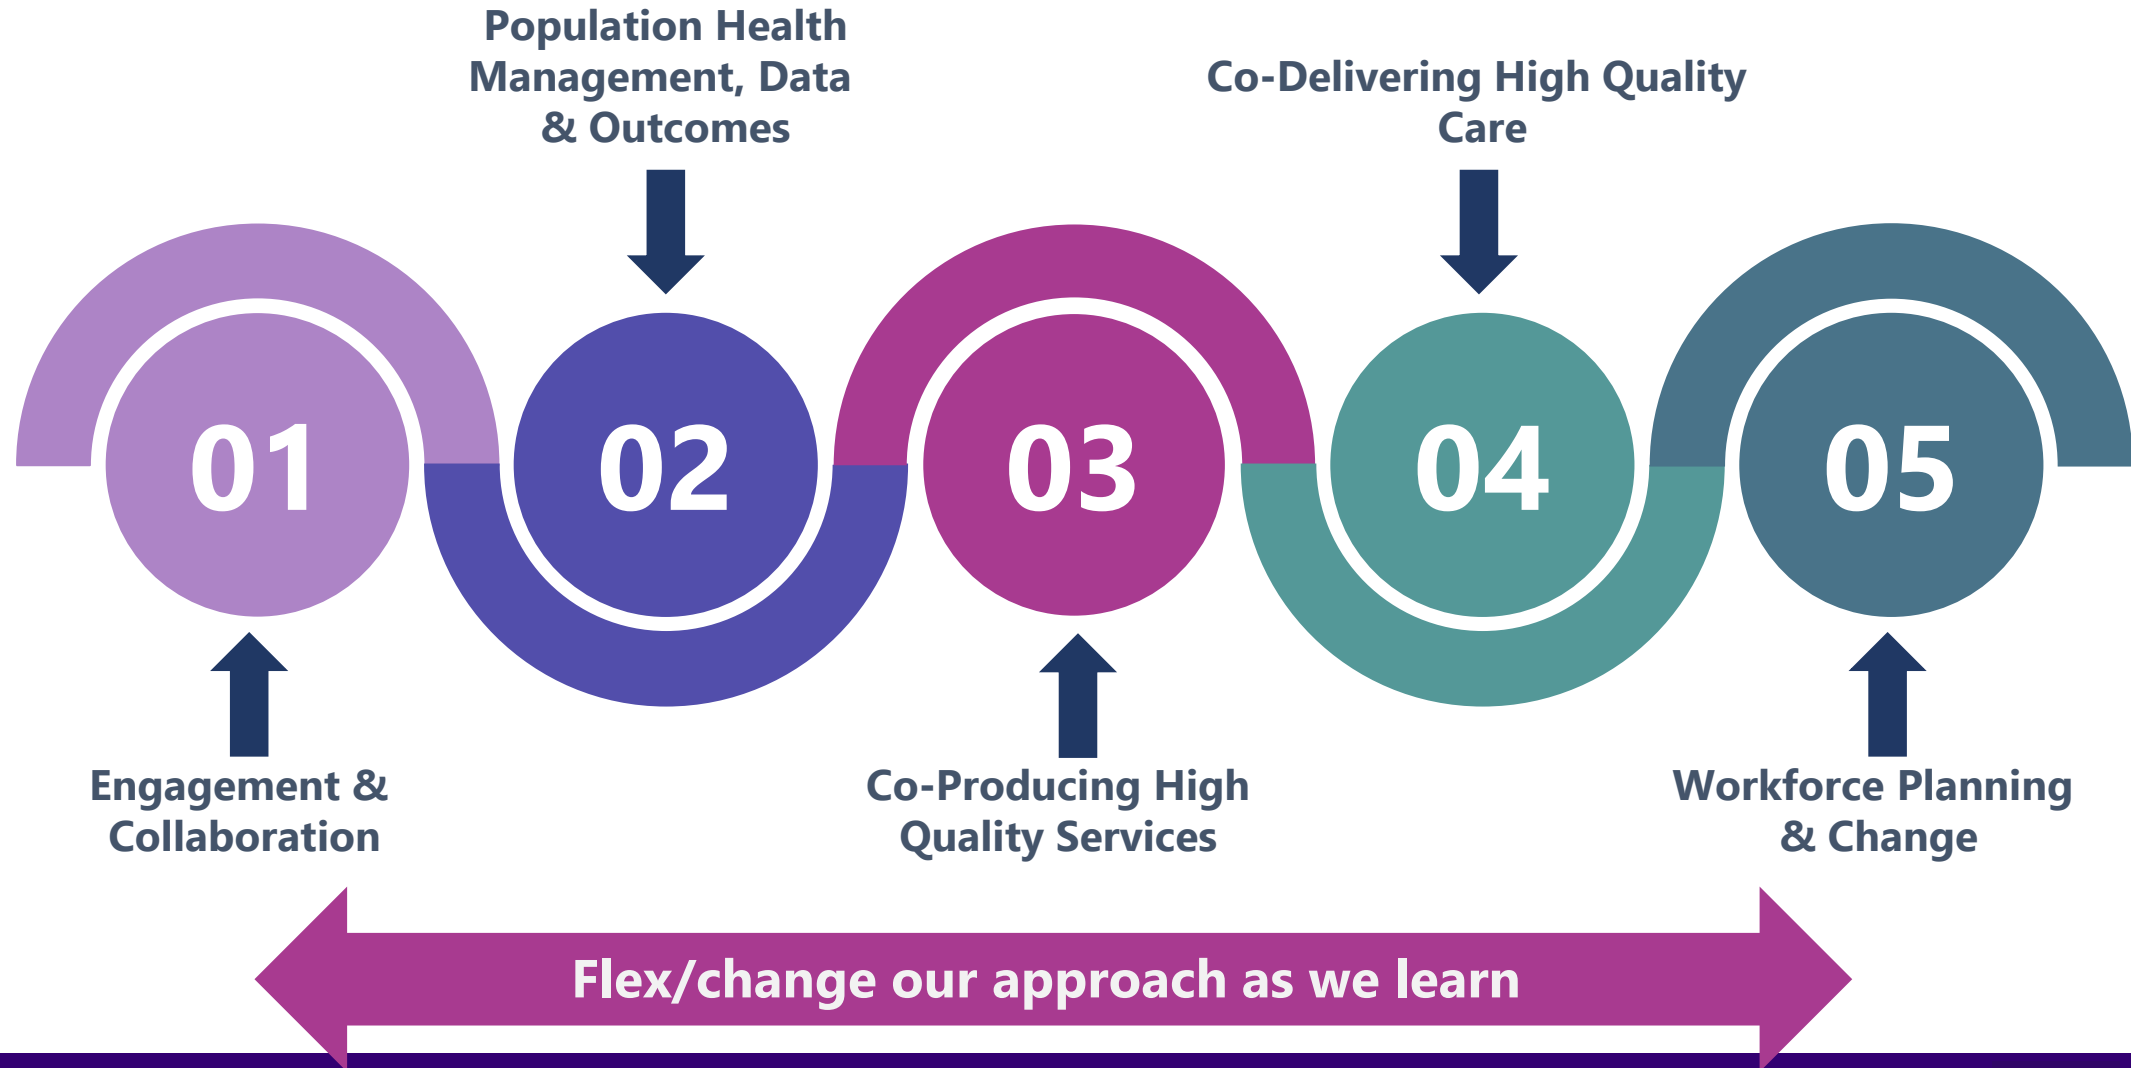 Population Health
Management, Data
& Outcomes
Co-Delivering High Quality
Care
01
02
03
04
05
Engagement &
Collaboration
Co-Producing High
Quality Services
Workforce Planning
& Change
Flex/change our approach as we learn